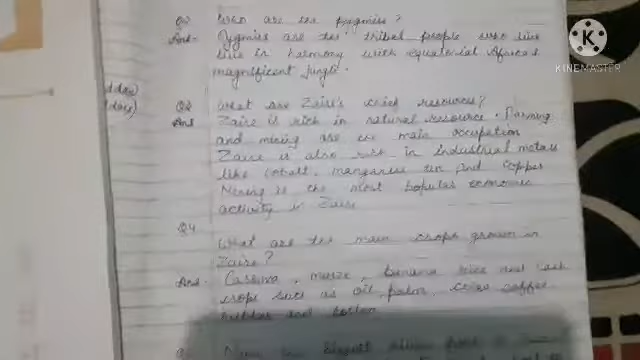 Who are the pygmies?
Ans- Pygmies are the tribal people who live
live in harmony with equatorial Africa's
magnificent jungle.
What are Zaire's chief resources?
Ans Zaire is rich in natural resource. Farming
and mining are the main occupation
Zaire is also rich in industrial metals
like Cobalt, manganese tin and copper
Mining is the most popular economic
activity in Zaire
Q4
What are the main crops grown in
Zaire?
Ans- Cassava, maize, banana rice and cash
crops such as oil palm, coffee
rubber and cotton
K
KINEMASTER